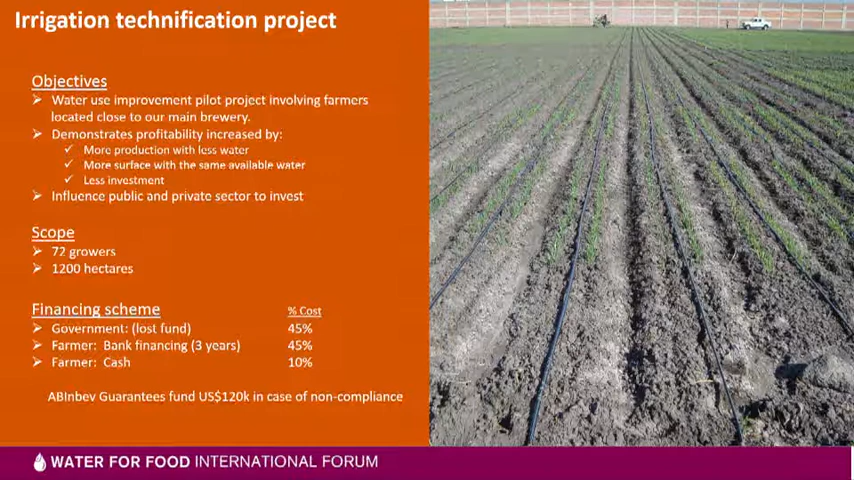 Irrigation technification project
Objectives
➢ Water use improvement pilot project involving farmers
located close to our main brewery.
➢ Demonstrates profitability increased by:
✓ More production with less water
✓ More surface with the same available water
✓ Less investment
➢ Influence public and private sector to invest
Scope
➢ 72 growers
➢ 1200 hectares
Financing scheme % Cost
➢ Government: (lost fund) 45%
➢ Farmer: Bank financing (3 years) 45%
➢ Farmer: Cash 10%
ABInbev Guarantees fund US$120k in case of non-compliance
WATER FOR FOOD INTERNATIONAL FORUM